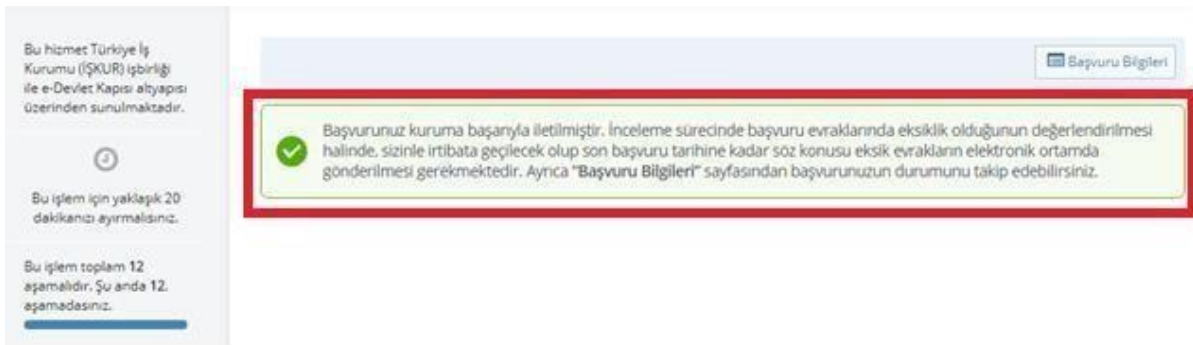 Bu hizmet Türkiye İş
Kurumu (İŞKUR) işbirliği
ile e-Devlet Kapısı altyapısı
üzerinden sunulmaktadır.
Başvuru Bilgileri
Başvurunuz kuruma başarıyla iletilmiştir. İnceleme sürecinde başvuru evraklarında eksiklik olduğunun değerlendirilmesi
halinde, sizinle irtibata geçilecek olup son başvuru tarihine kadar söz konusu eksik evrakların elektronik ortamda
gönderilmesi gerekmektedir. Ayrıca "Başvuru Bilgileri" sayfasından başvurunuzun durumunu takip edebilirsiniz.
Bu işlem için yaklaşık 20
dakikanızı ayırmalısınız.
Bu işlem toplam 12
aşamalıdır. Şu anda 12.
aşamadasınız.